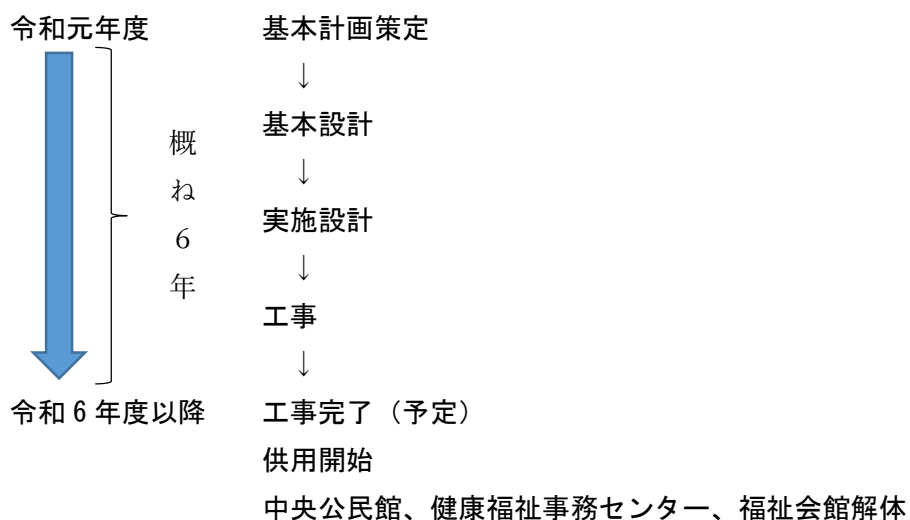 令和元年度 基本計画策定
↓
基本設計
↓
実施設計
↓
工事
↓
概ね6年
令和6年度以降 工事完了（予定）
供用開始
中央公民館、健康福祉事務センター、福祉会館解体